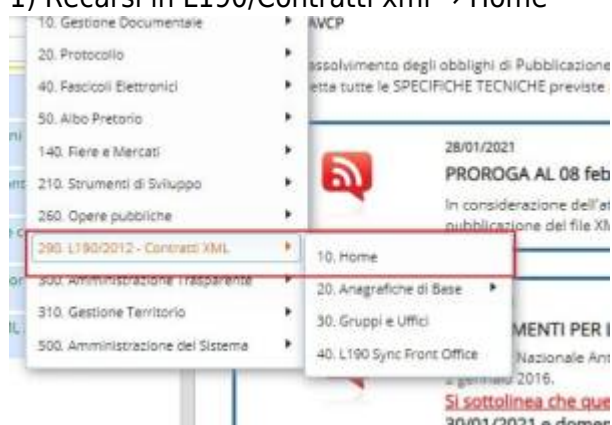 1) Recarsi in L190/Contratti xml → Home
10. Gestione Documentale
AVCP
20. Protocollo
assolvimento degli obblighi di Pubblicazione
40. Fascicoli Elettronici
etta tutte le SPECIFICHE TECNICHE previste
50. Albo Pretorio
140. Fiere e Mercati
28/01/2021
210. Strumenti di Sviluppo
PROROGA AL 08 feb
260. Opere pubbliche
In considerazione dell'at
pubblicazione del file XM
290. L190/2012 - Contratti XML
10. Home
300. Amministrazione Trasparente
20. Anagrafiche di Base
310. Gestione Territorio
30. Gruppi e Uffici
MENTI PER L
500. Amministrazione del Sistema
40. L190 Sync Front Office
Nazionale Ant
2 gennaio 2016.
Si sottolinea che que
30/01/2021 e domen